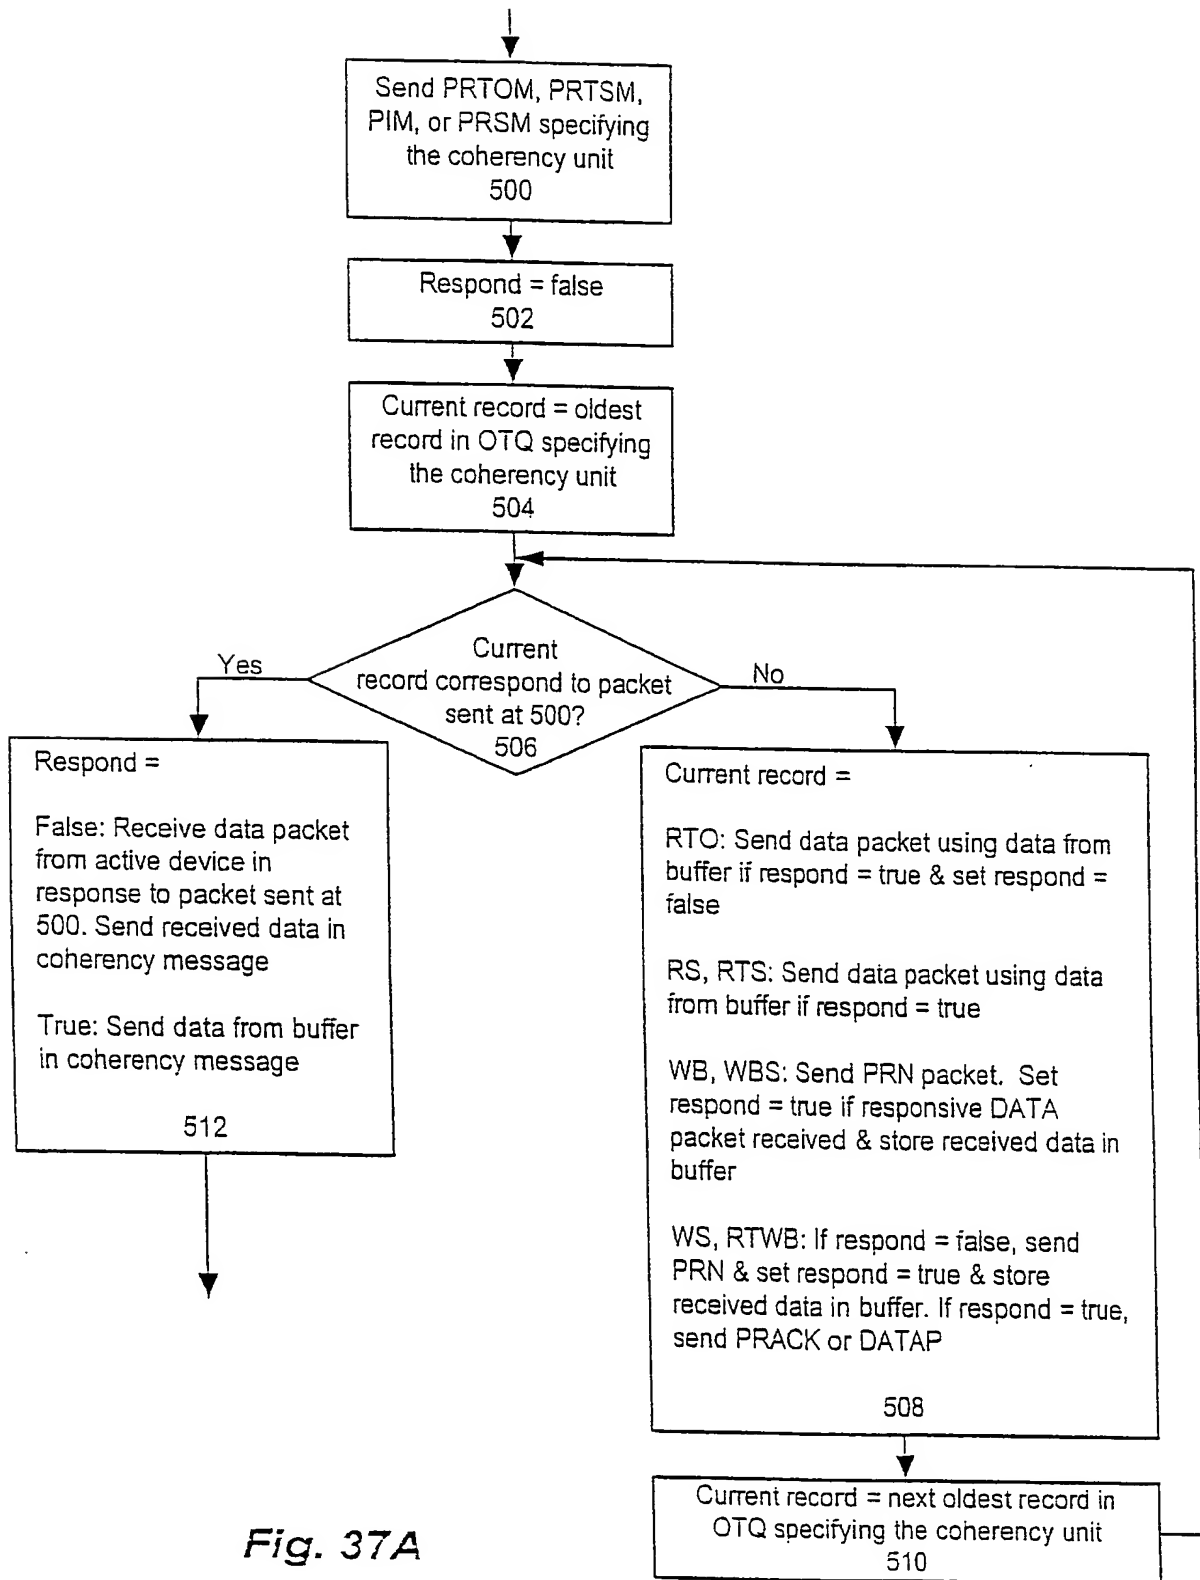 Send PRTOM, PRTSM,
PIM, or PRSM specifying
the coherency unit
500
Respond = false
502
Current record = oldest
record in OTQ specifying
the coherency unit
504
Current
record correspond to packet
sent at 500?
506
Yes
No
Respond =
False: Receive data packet
from active device in
response to packet sent at
500. Send received data in
coherency message
True: Send data from buffer
in coherency message
512
Current record =
RTO: Send data packet using data from
buffer if respond = true & set respond =
false
RS, RTS: Send data packet using data
from buffer if respond = true
WB, WBS: Send PRN packet. Set
respond = true if responsive DATA
packet received & store received data in
buffer
WS, RTWB: If respond = false, send
PRN & set respond = true & store
received data in buffer. If respond = true,
send PRACK or DATAP
508
Current record = next oldest record in
OTQ specifying the coherency unit
510
Fig. 37A